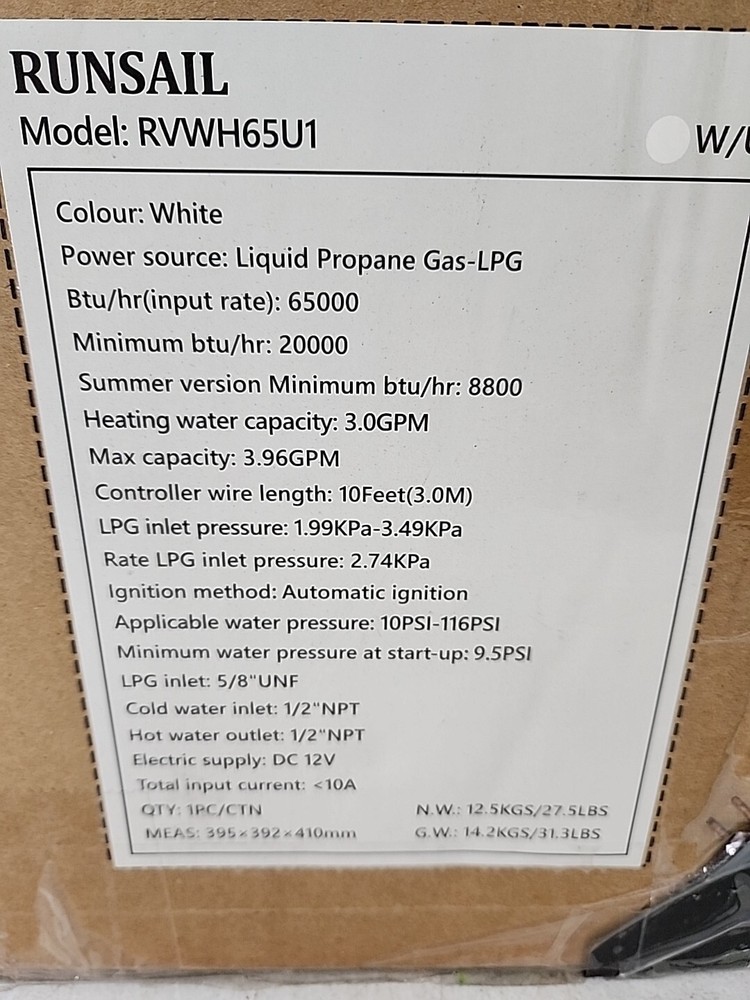 RUNSAIL
Model: RVWH65U1
Colour: White
Power source: Liquid Propane Gas-LPG
Btu/hr(input rate): 65000
Minimum btu/hr: 20000
Summer version Minimum btu/hr: 8800
Heating water capacity: 3.0GPM
Max capacity: 3.96GPM
Controller wire length: 10Feet(3.0M)
LPG inlet pressure: 1.99KPa-3.49KPa
Rate LPG inlet pressure: 2.74KPa
Ignition method: Automatic ignition
Applicable water pressure: 10PSI-116PSI
Minimum water pressure at start-up: 9.5PSI
LPG inlet: 5/8"UNF
Cold water inlet: 1/2"NPT
Hot water outlet: 1/2"NPT
Electric supply: DC 12V
Total input current: <10A
QTY: 1PC/CTN N.W.: 12.5KGS/27.5LBS
MEAS: 395×392×410mm G.W.: 14.2KGS/31.3LBS